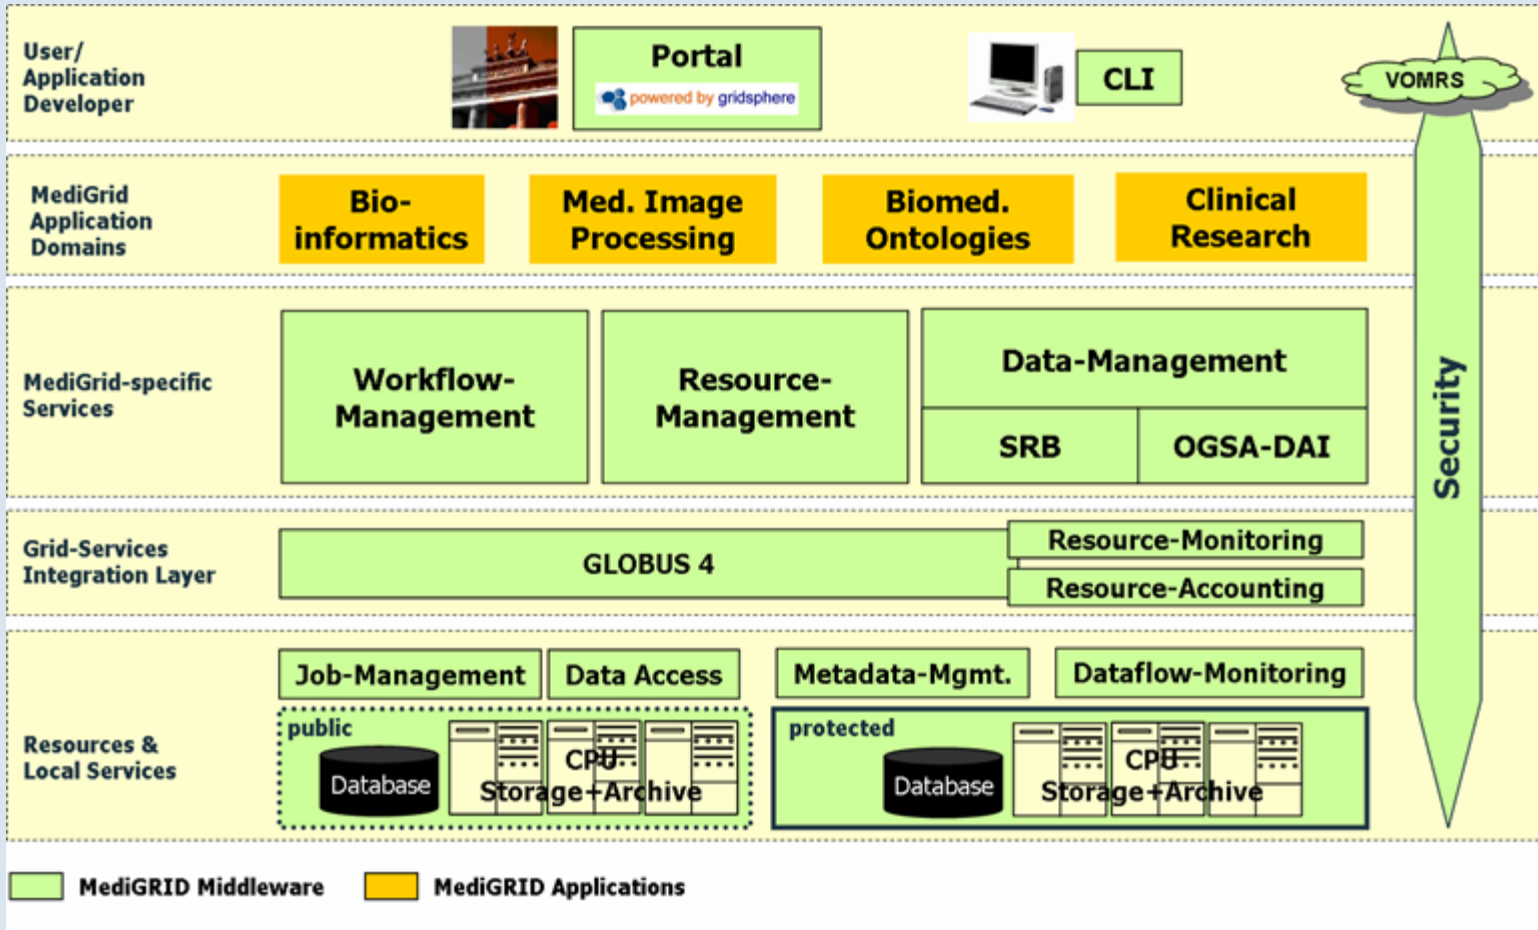 User/
Application
Developer
Portal
powered by gridsphere
CLI
VOMRS
MediGrid
Application
Domains
Bio-
informatics
Med. Image
Processing
Biomed.
Ontologies
Clinical
Research
MediGrid-specific
Services
Workflow-
Management
Resource-
Management
Data-Management
SRB
OGSA-DAI
Security
Grid-Services
Integration Layer
GLOBUS 4
Resource-Monitoring
Resource-Accounting
Resources &
Local Services
Job-Management
Data Access
Metadata-Mgmt.
Dataflow-Monitoring
public
Database
CPU
Storage+Archive
protected
Database
CPU
Storage+Archive
MediGRID Middleware
MediGRID Applications